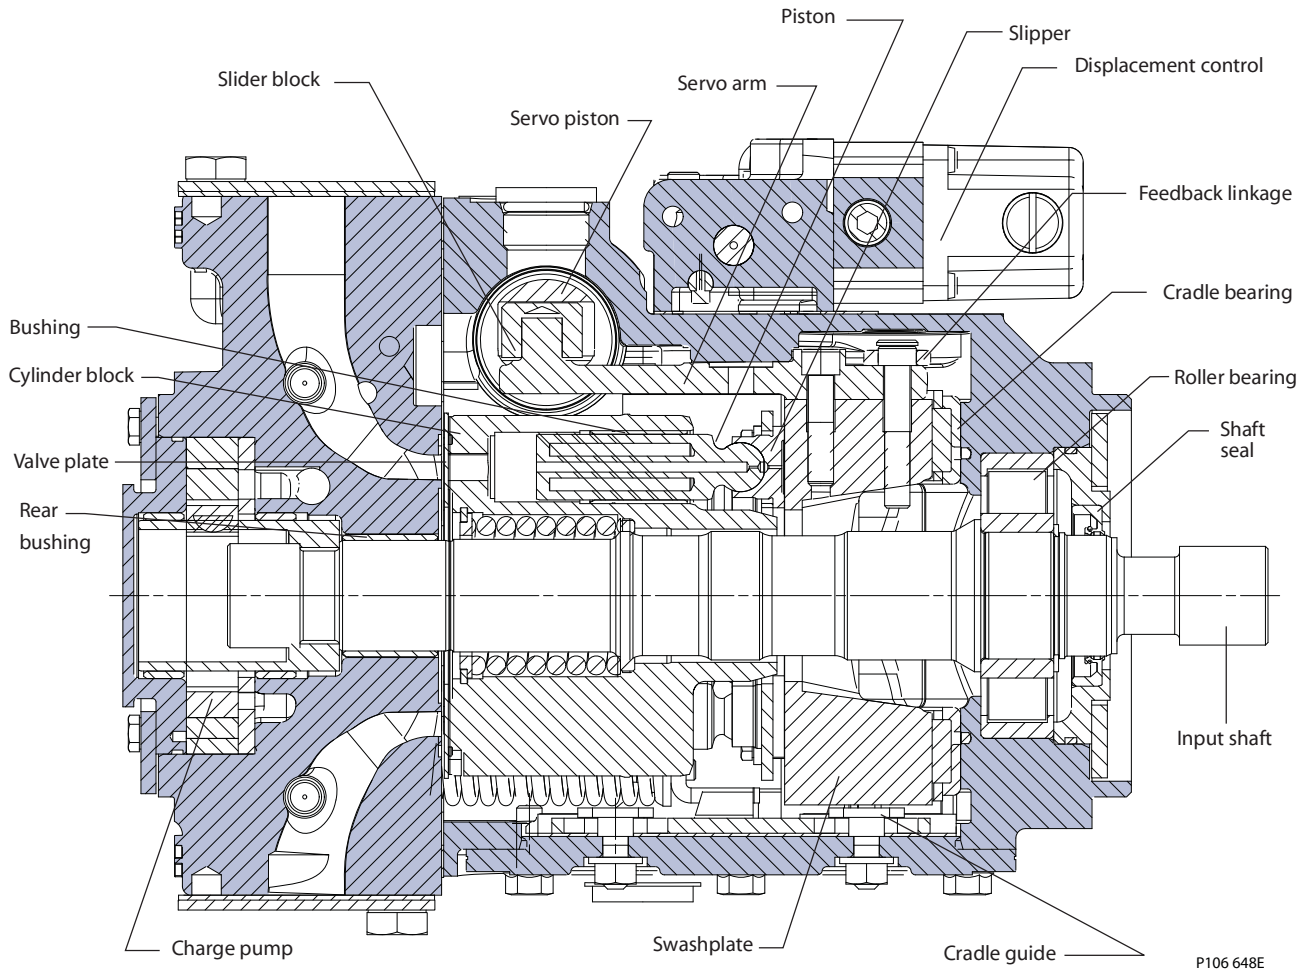 Piston
Slipper
Displacement control
Slider block
Servo arm
Servo piston
Feedback linkage
Cradle bearing
Bushing
Cylinder block
Roller bearing
Shaft
seal
Valve plate
Rear
bushing
Input shaft
Charge pump
Swashplate
Cradle guide
P106 648E